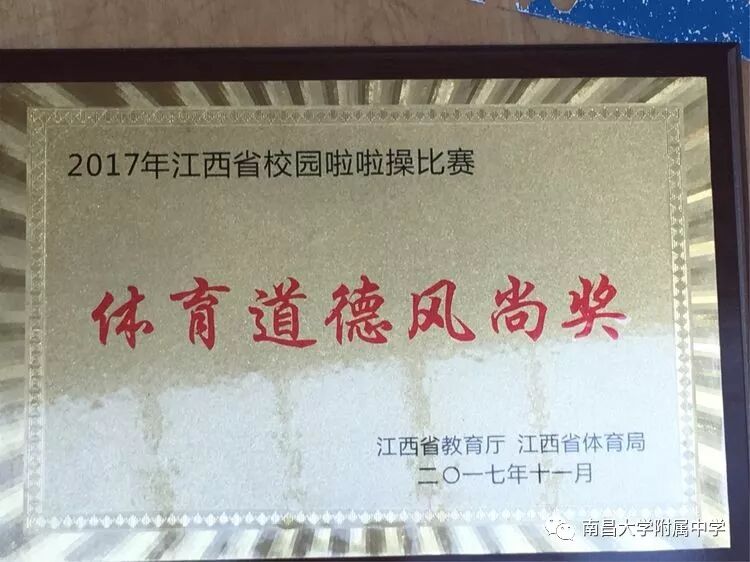 2017年江西省校园啦啦操比赛
体育道德风尚奖
江西省教育厅 江西省体育局
二〇一七年十一月
南昌大学附属中学